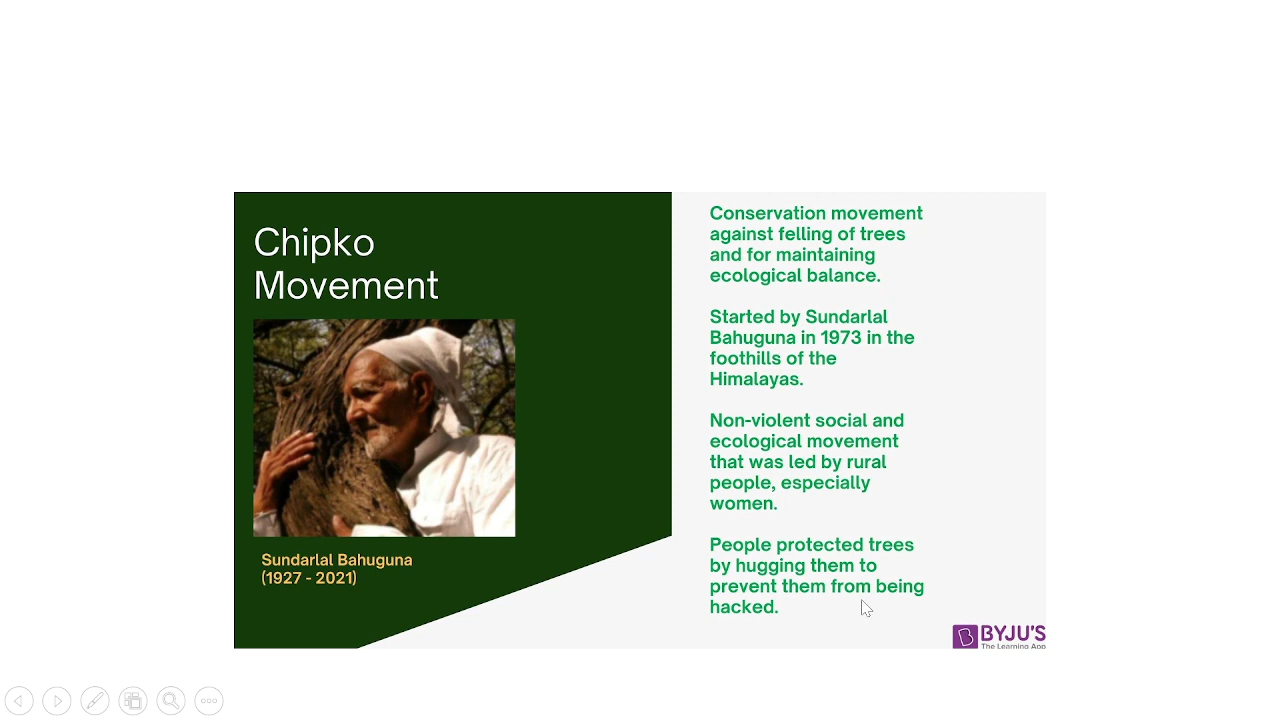 Chipko
Movement
Sundarlal Bahuguna
(1927 - 2021)
Conservation movement
against felling of trees
and for maintaining
ecological balance.
Started by Sundarlal
Bahuguna in 1973 in the
foothills of the
Himalayas.
Non-violent social and
ecological movement
that was led by rural
people, especially
women.
People protected trees
by hugging them to
prevent them from being
hacked.
BYJU'S
The Learning App